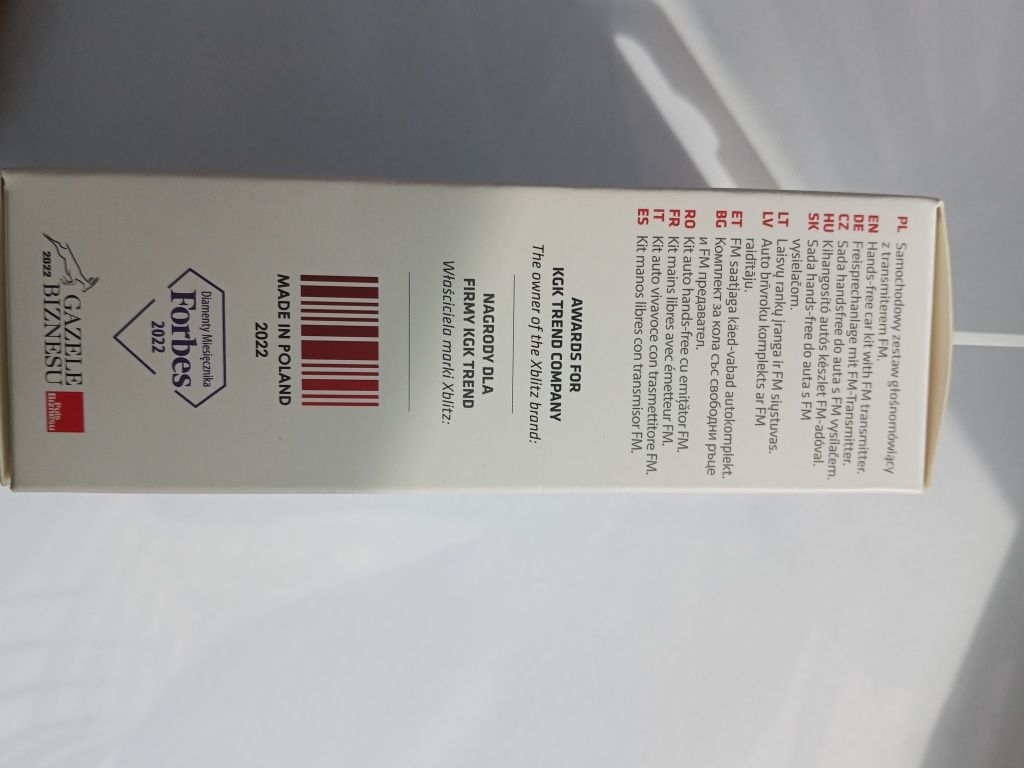 PL Samochodowy zestaw głośnomówiący
z transmiterem FM.
EN Hands-free car kit with FM transmitter.
DE Freisprechanlage mit FM-Transmitter.
CZ Sada handsfree do auta s FM vysílačem.
HU Kihangosító autós készlet FM-adóval.
SK Sada hands-free do auta s FM
vysielačom.
LT Laisvų rankų įranga ir FM siųstuvas.
LV Auto brīvroku komplekts ar FM
raidītāju.
ET FM saatjaga käed-vabad autokomplekt.
BG Комплект за кола със свободни ръце
и FM предавател.
RO Kit auto hands-free cu emițător FM.
FR Kit mains libres avec émetteur FM.
IT Kit auto vivavoce con trasmettitore FM.
ES Kit manos libres con transmisor FM.
AWARDS FOR
KGK TREND COMPANY
The owner of the Xblitz brand:
NAGRODY DLA
FIRMY KGK TREND
Właściciela marki Xblitz:
MADE IN POLAND
2022
Diamenty Miesięcznika
Forbes
2022
GAZELE
2022 BIZNESU
Puls
Biznesu